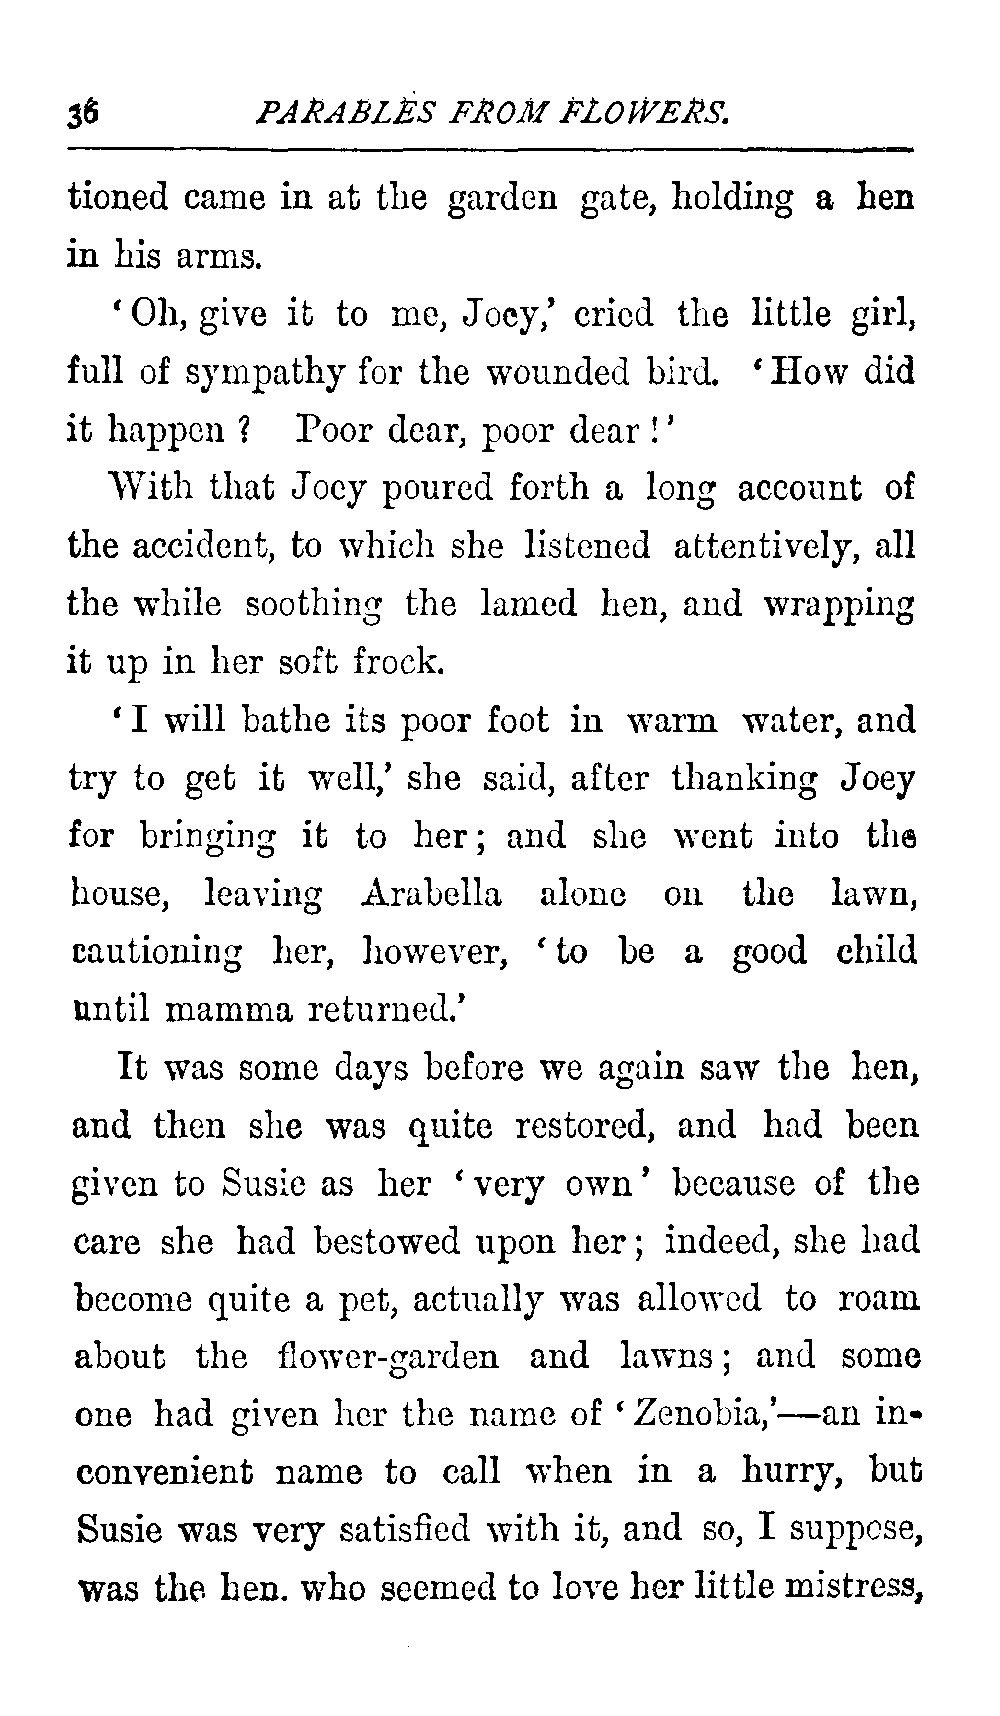 36 PARABLES FROM FLOWERS.
tioned came in at the garden gate, holding a hen
in his arms.
‘Oh, give it to me, Joey,’ cried the little girl,
full of sympathy for the wounded bird. ‘How did
it happen? Poor dear, poor dear!’
With that Joey poured forth a long account of
the accident, to which she listened attentively, all
the while soothing the lamed hen, and wrapping
it up in her soft frock.
‘I will bathe its poor foot in warm water, and
try to get it well,’ she said, after thanking Joey
for bringing it to her; and she went into the
house, leaving Arabella alone on the lawn,
cautioning her, however, ‘to be a good child
until mamma returned.’
It was some days before we again saw the hen,
and then she was quite restored, and had been
given to Susie as her ‘very own’ because of the
care she had bestowed upon her; indeed, she had
become quite a pet, actually was allowed to roam
about the flower-garden and lawns; and some
one had given her the name of ‘Zenobia,’—an in-
convenient name to call when in a hurry, but
Susie was very satisfied with it, and so, I suppose,
was the hen. who seemed to love her little mistress,